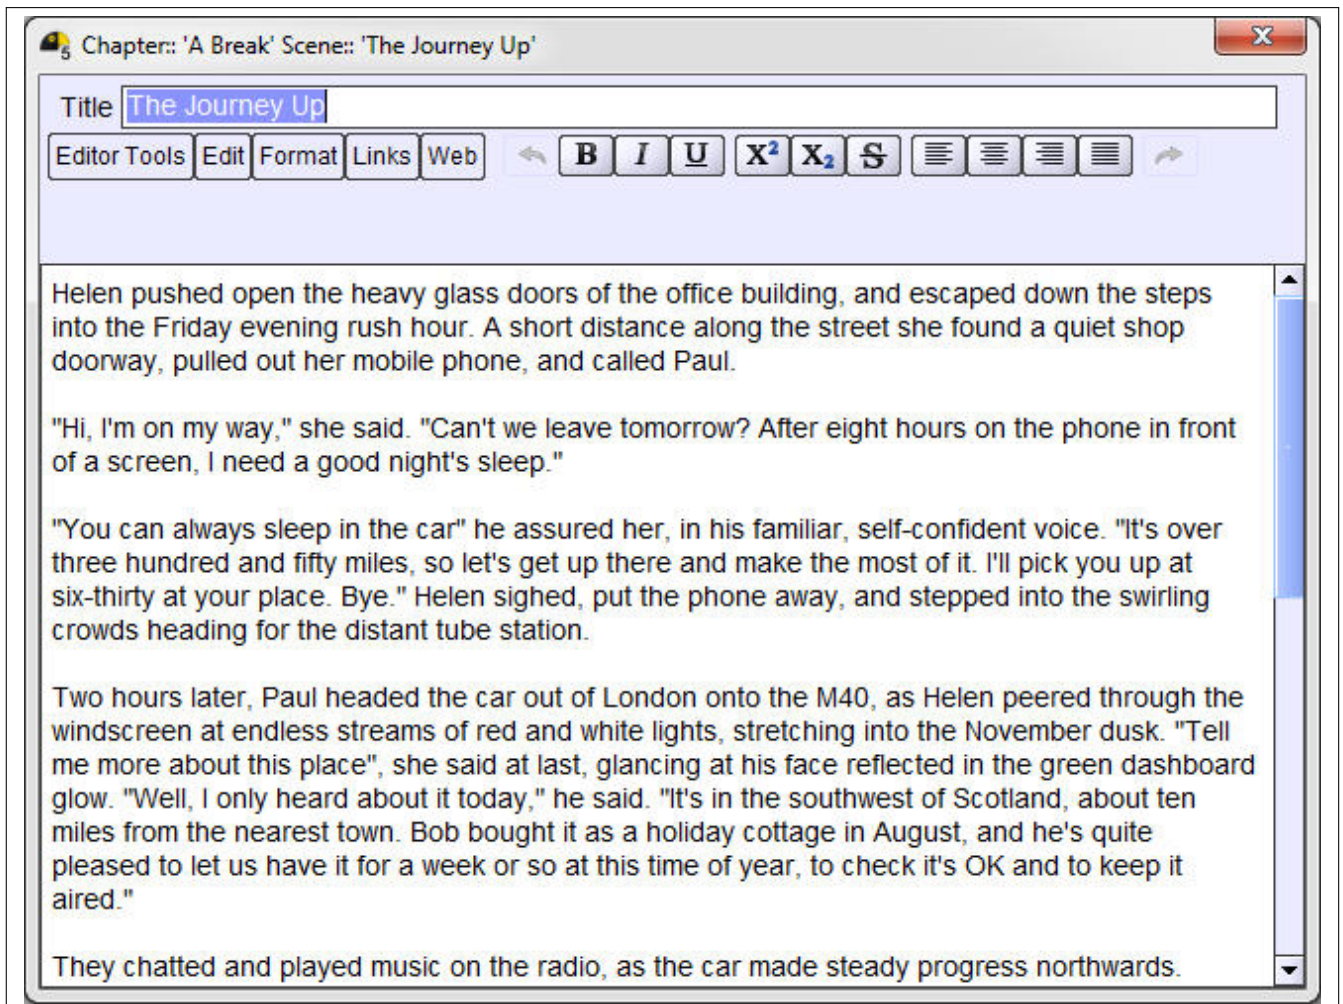 5 Chapter:: 'A Break' Scene:: 'The Journey Up'
x
Title The Journey Up
Editor Tools Edit Format Links Web B I U X² X₂ S
Helen pushed open the heavy glass doors of the office building, and escaped down the steps
into the Friday evening rush hour. A short distance along the street she found a quiet shop
doorway, pulled out her mobile phone, and called Paul.
"Hi, I'm on my way," she said. "Can't we leave tomorrow? After eight hours on the phone in front
of a screen, I need a good night's sleep."
"You can always sleep in the car" he assured her, in his familiar, self-confident voice. "It's over
three hundred and fifty miles, so let's get up there and make the most of it. I'll pick you up at
six-thirty at your place. Bye." Helen sighed, put the phone away, and stepped into the swirling
crowds heading for the distant tube station.
Two hours later, Paul headed the car out of London onto the M40, as Helen peered through the
windscreen at endless streams of red and white lights, stretching into the November dusk. "Tell
me more about this place", she said at last, glancing at his face reflected in the green dashboard
glow. "Well, I only heard about it today," he said. "It's in the southwest of Scotland, about ten
miles from the nearest town. Bob bought it as a holiday cottage in August, and he's quite
pleased to let us have it for a week or so at this time of year, to check it's OK and to keep it
aired."
They chatted and played music on the radio, as the car made steady progress northwards.